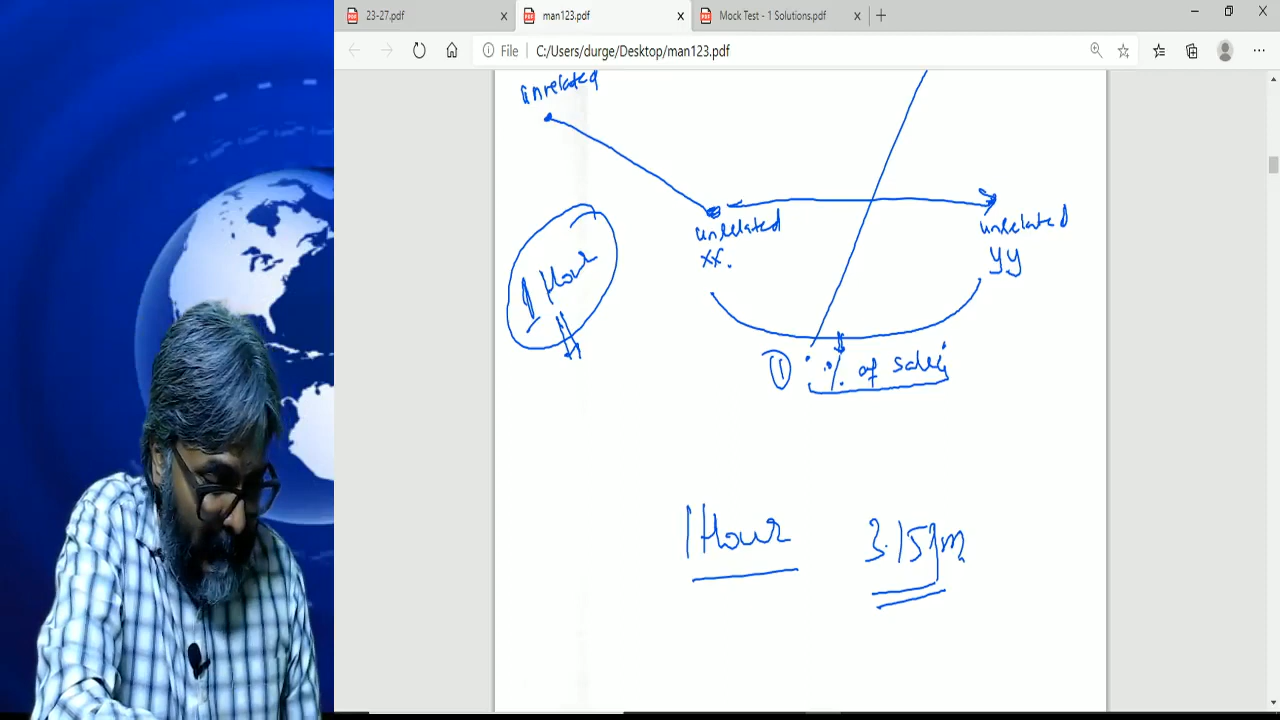 23-27.pdf
man123.pdf
Mock Test - 1 Solutions.pdf
File
C:/Users/durge/Desktop/man123.pdf
unrelated
unrelated
xx.
unrelated
yy
1 Hour
① % of sales
1 Hour
3.15